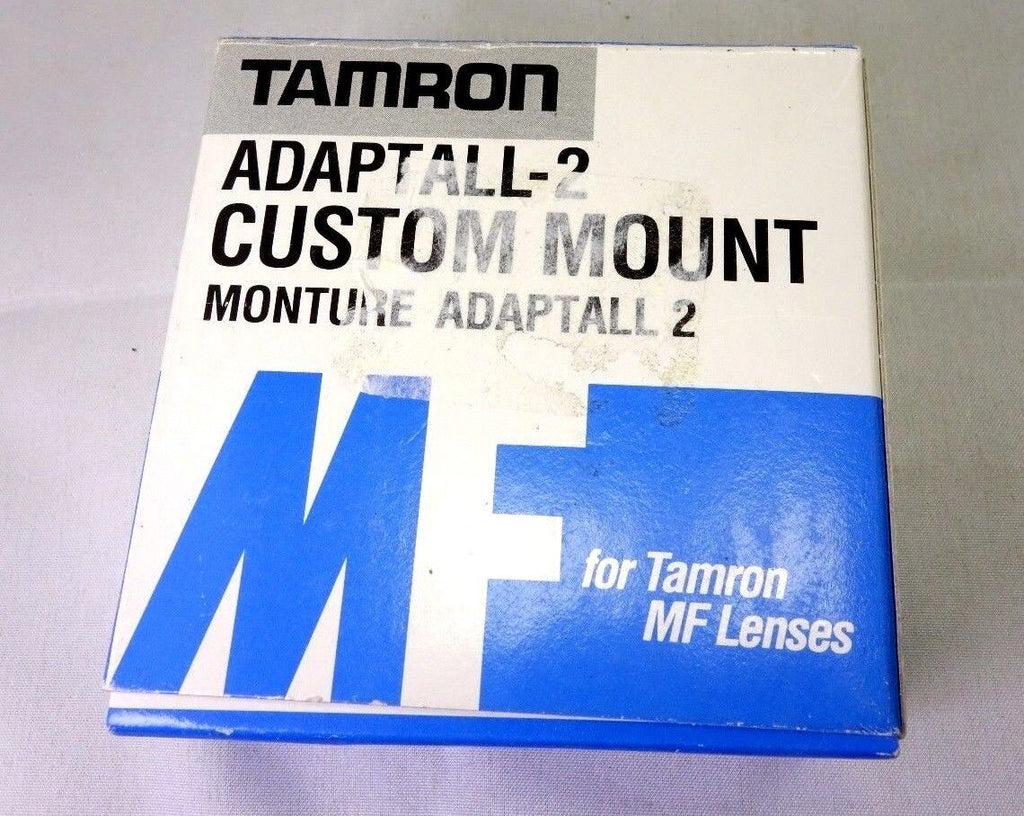 TAMRON
ADAPTALL-2
CUSTOM MOUNT
MONTURE ADAPTALL 2
MF
for Tamron
MF Lenses